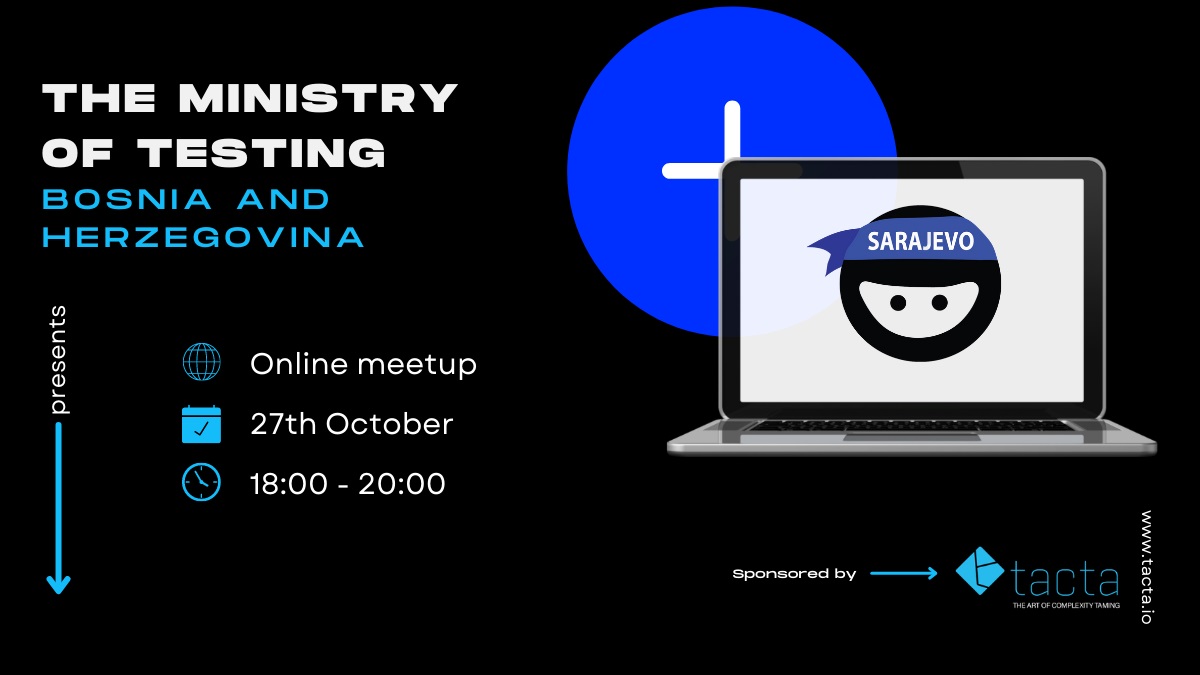 THE MINISTRY
OF TESTING
BOSNIA AND
HERZEGOVINA
presents
Online meetup
27th October
18:00 - 20:00
SARAJEVO
Sponsored by
tacta
THE ART OF COMPLEXITY TAMING
www.tacta.io